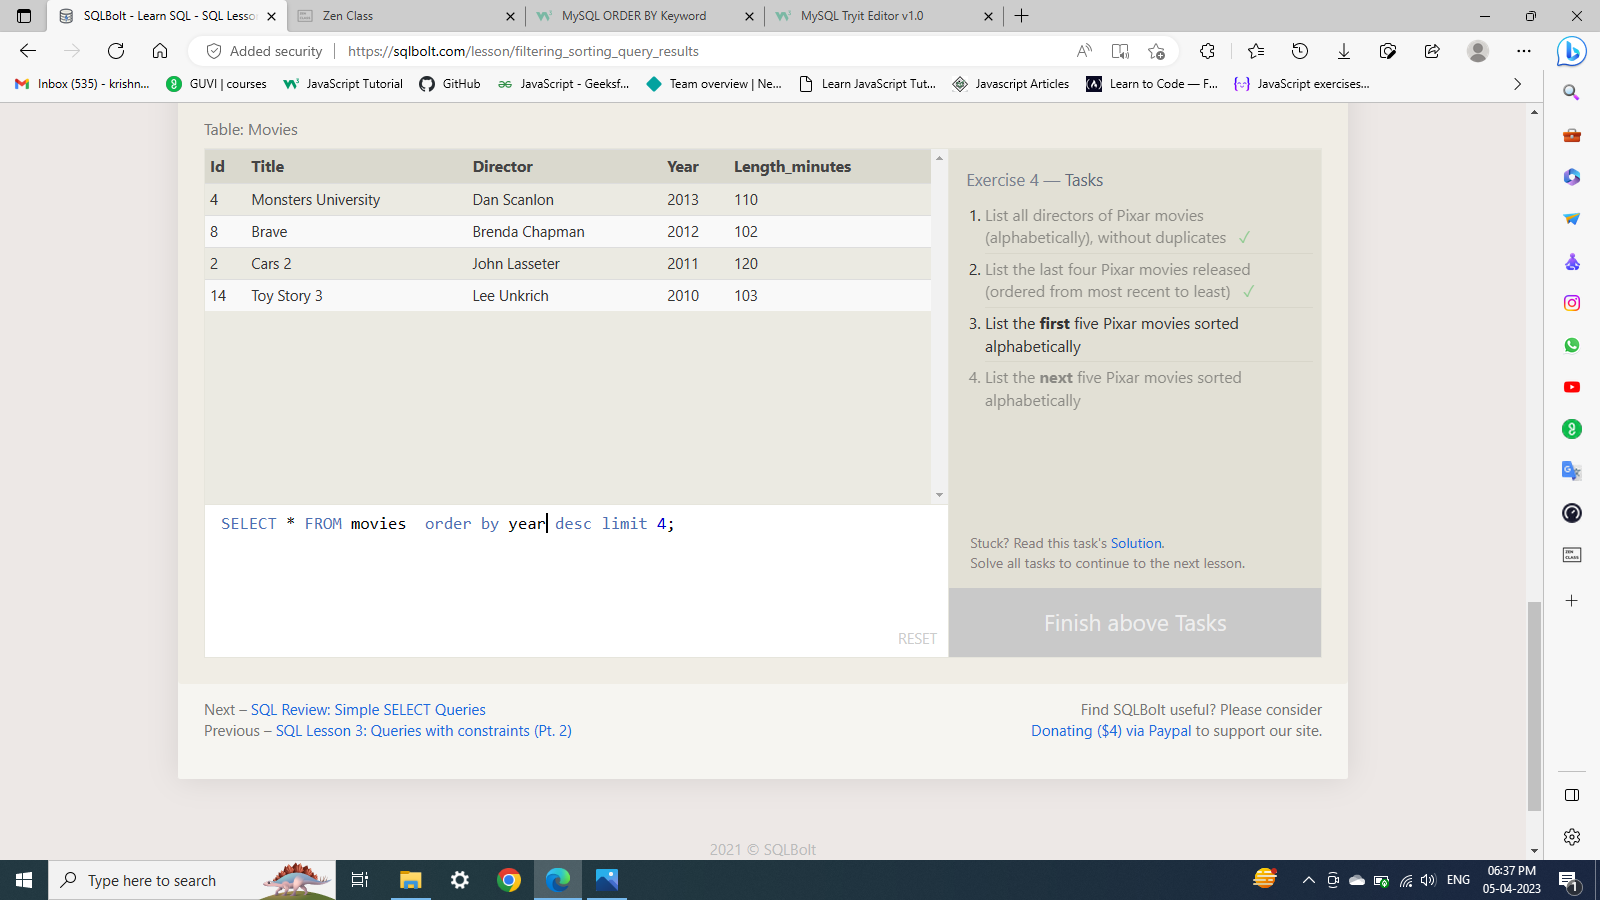 SQLBolt - Learn SQL - SQL Lesso
Zen Class
MySQL ORDER BY Keyword
MySQL Tryit Editor v1.0
Added security
https://sqlbolt.com/lesson/filtering_sorting_query_results
Inbox (535) - krishn...
GUVI | courses
JavaScript Tutorial
GitHub
JavaScript - Geeksf...
Team overview | Ne...
Learn JavaScript Tut...
Javascript Articles
Learn to Code — F...
JavaScript exercises...
Table: Movies
Id Title Director Year Length_minutes
4 Monsters University Dan Scanlon 2013 110
8 Brave Brenda Chapman 2012 102
2 Cars 2 John Lasseter 2011 120
14 Toy Story 3 Lee Unkrich 2010 103
SELECT * FROM movies  order by year desc limit 4;
RESET
Exercise 4 — Tasks
1. List all directors of Pixar movies
(alphabetically), without duplicates ✓
2. List the last four Pixar movies released
(ordered from most recent to least) ✓
3. List the first five Pixar movies sorted
alphabetically
4. List the next five Pixar movies sorted
alphabetically
Stuck? Read this task's Solution.
Solve all tasks to continue to the next lesson.
Finish above Tasks
Next – SQL Review: Simple SELECT Queries
Previous – SQL Lesson 3: Queries with constraints (Pt. 2)
Find SQLBolt useful? Please consider
Donating ($4) via Paypal to support our site.
2021 © SQLBolt
ZEN
CLASS
Type here to search
ENG
06:37 PM
05-04-2023
1